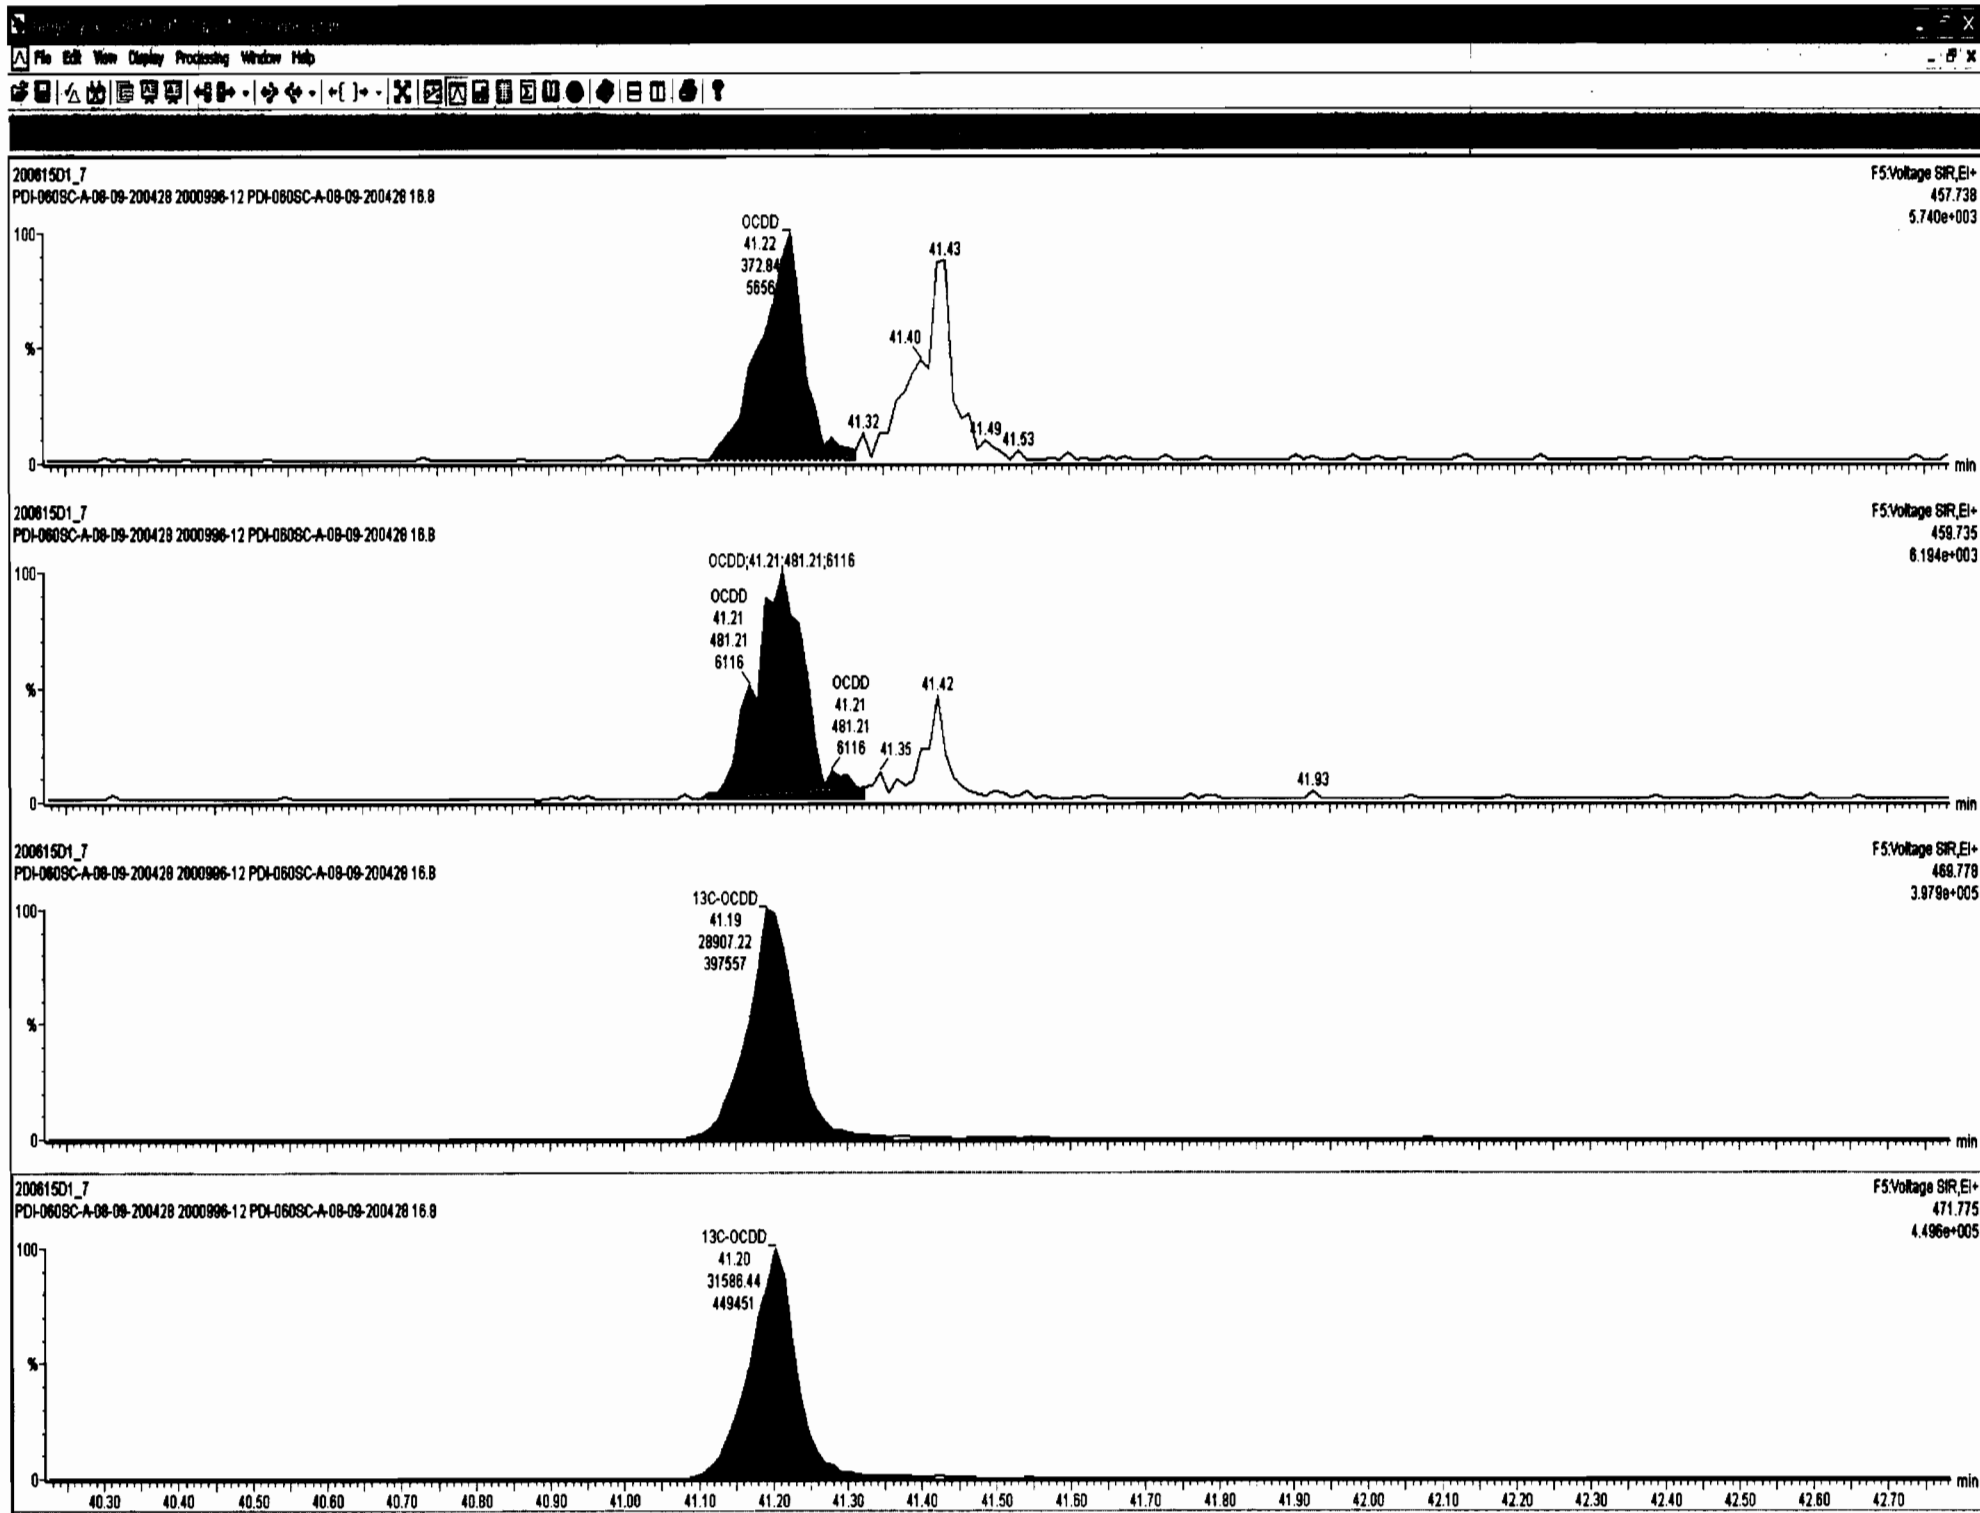 File Edit View Display Processing Window Help
200615D1_7
PDI-060SC-A-08-09-200428 2000996-12 PDI-060SC-A-08-09-200428 16.8
F5:Voltage SIR,EI+
457.738
5.740e+003
100
%
0
OCDD
41.22
372.84
5656
41.32
41.40
41.43
41.49
41.53
min
200615D1_7
PDI-060SC-A-08-09-200428 2000996-12 PDI-060SC-A-08-09-200428 16.8
F5:Voltage SIR,EI+
459.735
6.194e+003
100
%
0
OCDD;41.21;481.21;6116
OCDD
41.21
481.21
6116
OCDD
41.21
481.21
6116
41.35
41.42
41.93
min
200615D1_7
PDI-060SC-A-08-09-200428 2000996-12 PDI-060SC-A-08-09-200428 16.8
F5:Voltage SIR,EI+
469.778
3.979e+005
100
%
0
13C-OCDD
41.19
28907.22
397557
min
200615D1_7
PDI-060SC-A-08-09-200428 2000996-12 PDI-060SC-A-08-09-200428 16.8
F5:Voltage SIR,EI+
471.775
4.496e+005
100
%
0
13C-OCDD
41.20
31586.44
449451
min
40.30 40.40 40.50 40.60 40.70 40.80 40.90 41.00 41.10 41.20 41.30 41.40 41.50 41.60 41.70 41.80 41.90 42.00 42.10 42.20 42.30 42.40 42.50 42.60 42.70